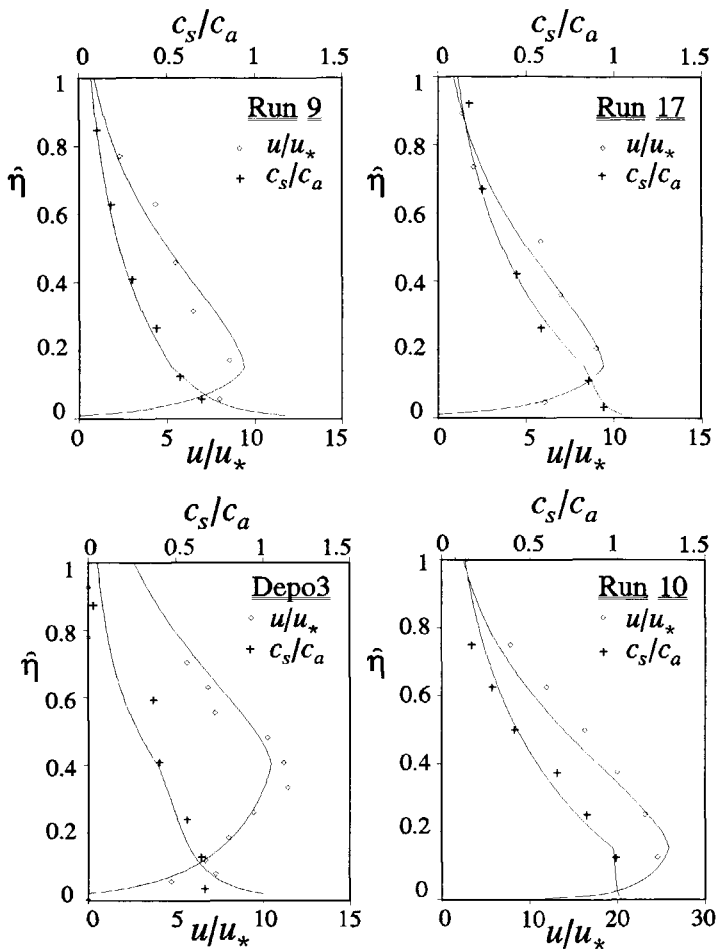 c_s/c_a
0 0.5 1 1.5
1
0.8
η̂
0.6
0.4
0.2
0
Run 9
u/u_*
c_s/c_a
0 5 10 15
u/u_*
c_s/c_a
0 0.5 1 1.5
1
0.8
η̂
0.6
0.4
0.2
0
Run 17
u/u_*
c_s/c_a
0 5 10 15
u/u_*
c_s/c_a
0 0.5 1 1.5
1
0.8
η̂
0.6
0.4
0.2
0
Depo3
u/u_*
c_s/c_a
0 5 10 15
u/u_*
c_s/c_a
0 0.5 1 1.5
1
0.8
η̂
0.6
0.4
0.2
0
Run 10
u/u_*
c_s/c_a
0 10 20 30
u/u_*